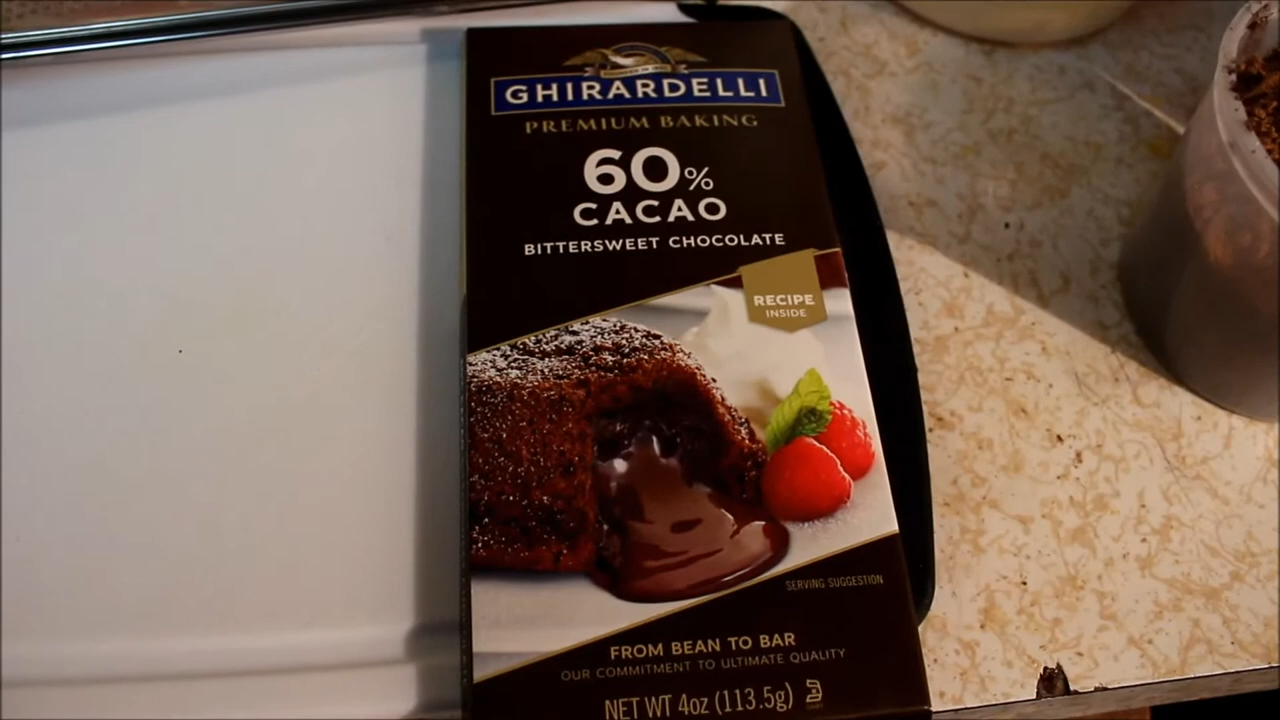 GHIRARDELLI
PREMIUM BAKING
60%
CACAO
BITTERSWEET CHOCOLATE
RECIPE
INSIDE
SERVING SUGGESTION
FROM BEAN TO BAR
OUR COMMITMENT TO ULTIMATE QUALITY
NET WT 4oz (113.5g)